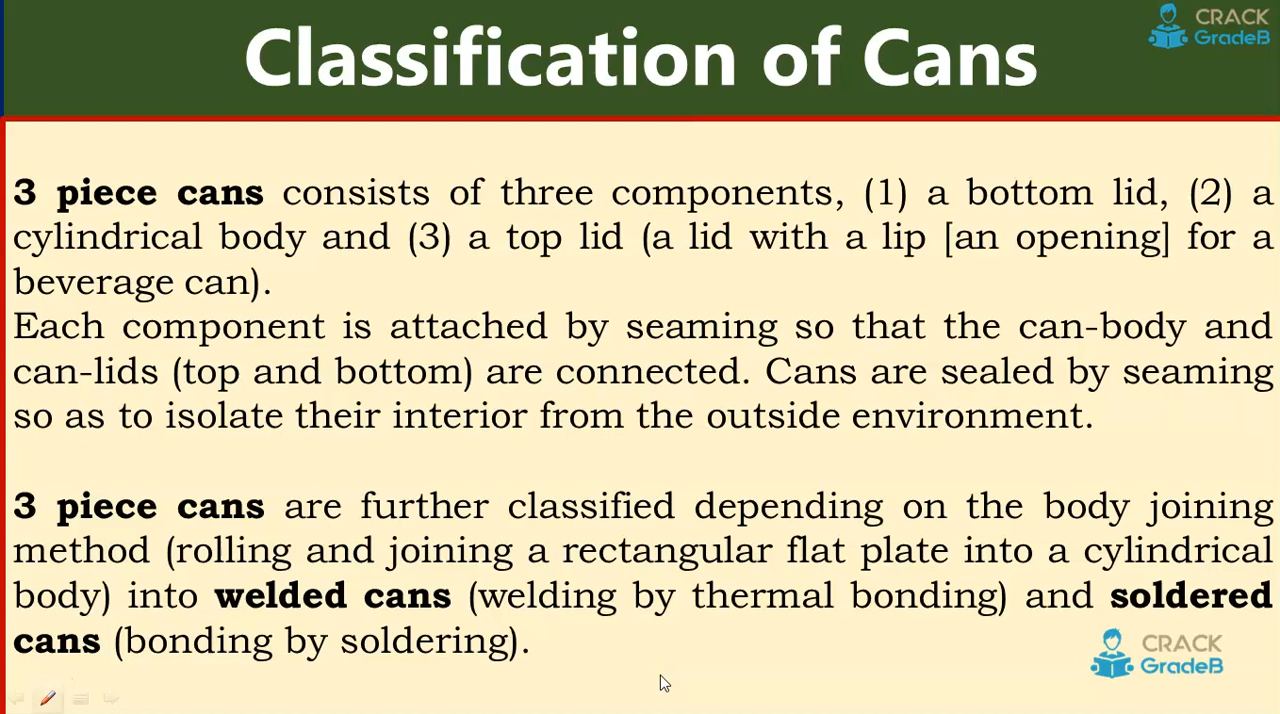 Classification of Cans
CRACK
GradeB
3 piece cans consists of three components, (1) a bottom lid, (2) a
cylindrical body and (3) a top lid (a lid with a lip [an opening] for a
beverage can).
Each component is attached by seaming so that the can-body and
can-lids (top and bottom) are connected. Cans are sealed by seaming
so as to isolate their interior from the outside environment.
3 piece cans are further classified depending on the body joining
method (rolling and joining a rectangular flat plate into a cylindrical
body) into welded cans (welding by thermal bonding) and soldered
cans (bonding by soldering).
CRACK
GradeB